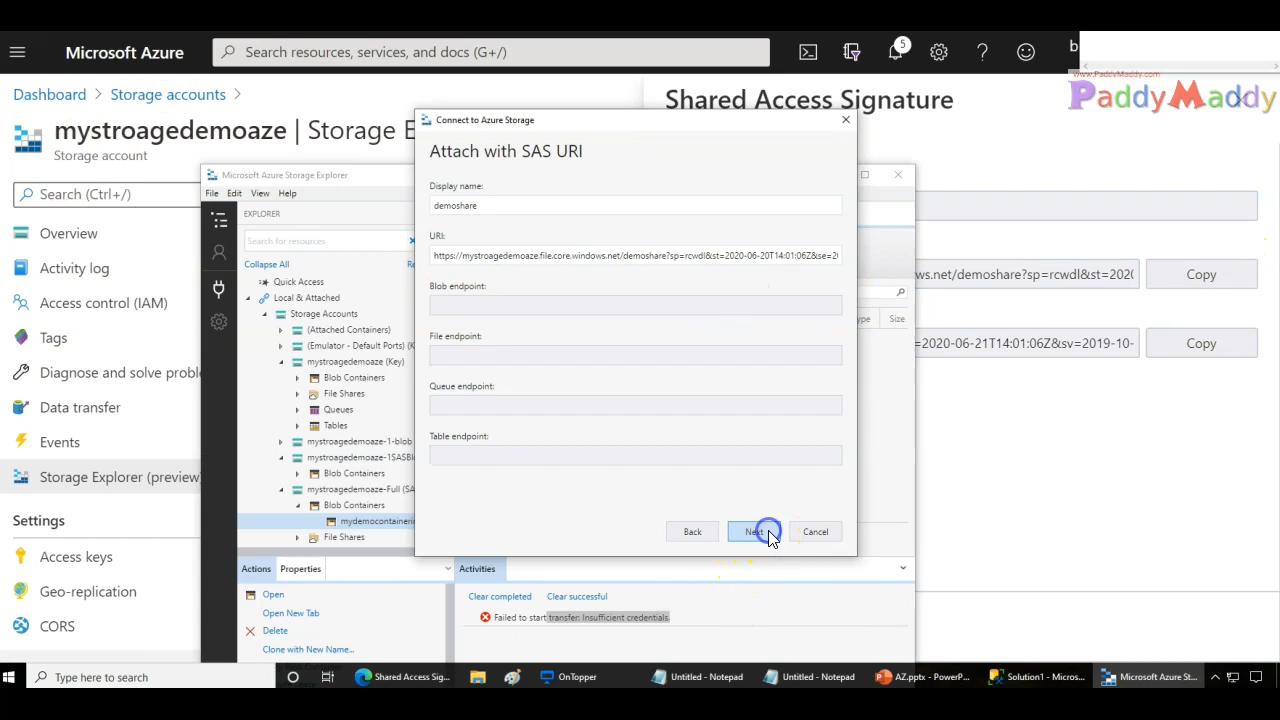 Microsoft Azure
Search resources, services, and docs (G+/)
5
b
www.PaddyMaddy.com
PaddyMaddy
Dashboard > Storage accounts >
Shared Access Signature
mystroagedemoaze | Storage E
Storage account
Search (Ctrl+/)
Overview
Activity log
Access control (IAM)
Tags
Diagnose and solve proble
Data transfer
Events
Storage Explorer (preview)
Settings
Access keys
Geo-replication
CORS
Microsoft Azure Storage Explorer
File Edit View Help
EXPLORER
Search for resources
Collapse All
Re
Quick Access
Local & Attached
Storage Accounts
(Attached Containers)
(Emulator - Default Ports) (K
mystroagedemoaze (Key)
Blob Containers
File Shares
Queues
Tables
mystroagedemoaze-1-blob
mystroagedemoaze-1SASBl
Blob Containers
mystroagedemoaze-Full (SA
Blob Containers
mydemocontaineri
File Shares
Actions Properties
Open
Open New Tab
Delete
Clone with New Name...
Activities
Clear completed Clear successful
Failed to start transfer: Insufficient credentials.
Connect to Azure Storage
Attach with SAS URI
Display name:
demoshare
URI:
https://mystroagedemoaze.file.core.windows.net/demoshare?sp=rcwdl&st=2020-06-20T14:01:06Z&se=2
Blob endpoint:
File endpoint:
Queue endpoint:
Table endpoint:
Back Next Cancel
ype Size
ws.net/demoshare?sp=rcwdl&st=202
Copy
=2020-06-21T14:01:06Z&sv=2019-10-
Copy
Type here to search
Shared Access Sig...
OnTopper
Untitled - Notepad
Untitled - Notepad
AZ.pptx - PowerP...
Solution1 - Micros...
Microsoft Azure St...